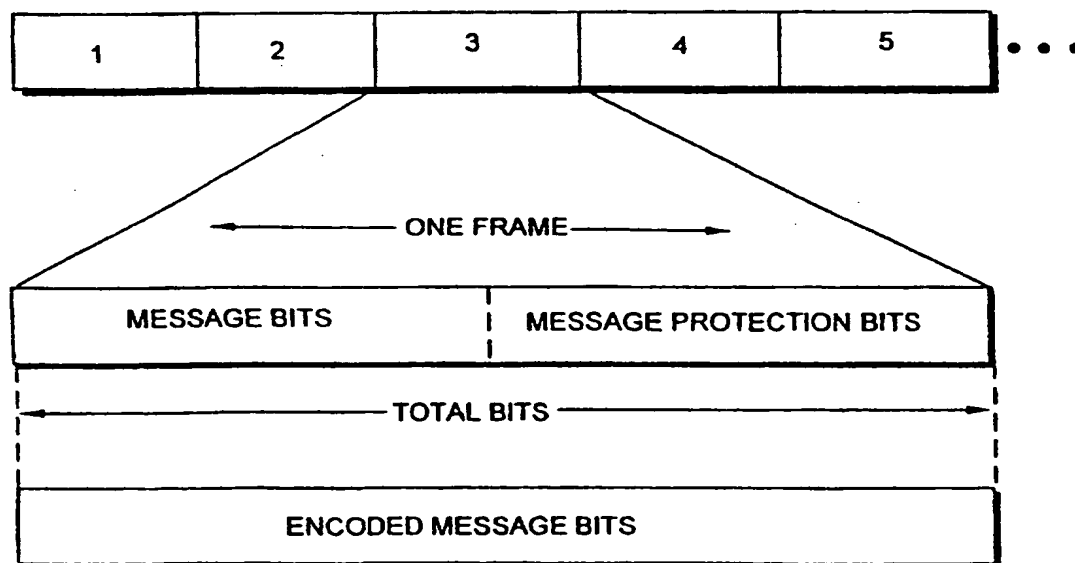 1 2 3 4 5 • • •
ONE FRAME
MESSAGE BITS MESSAGE PROTECTION BITS
TOTAL BITS
ENCODED MESSAGE BITS